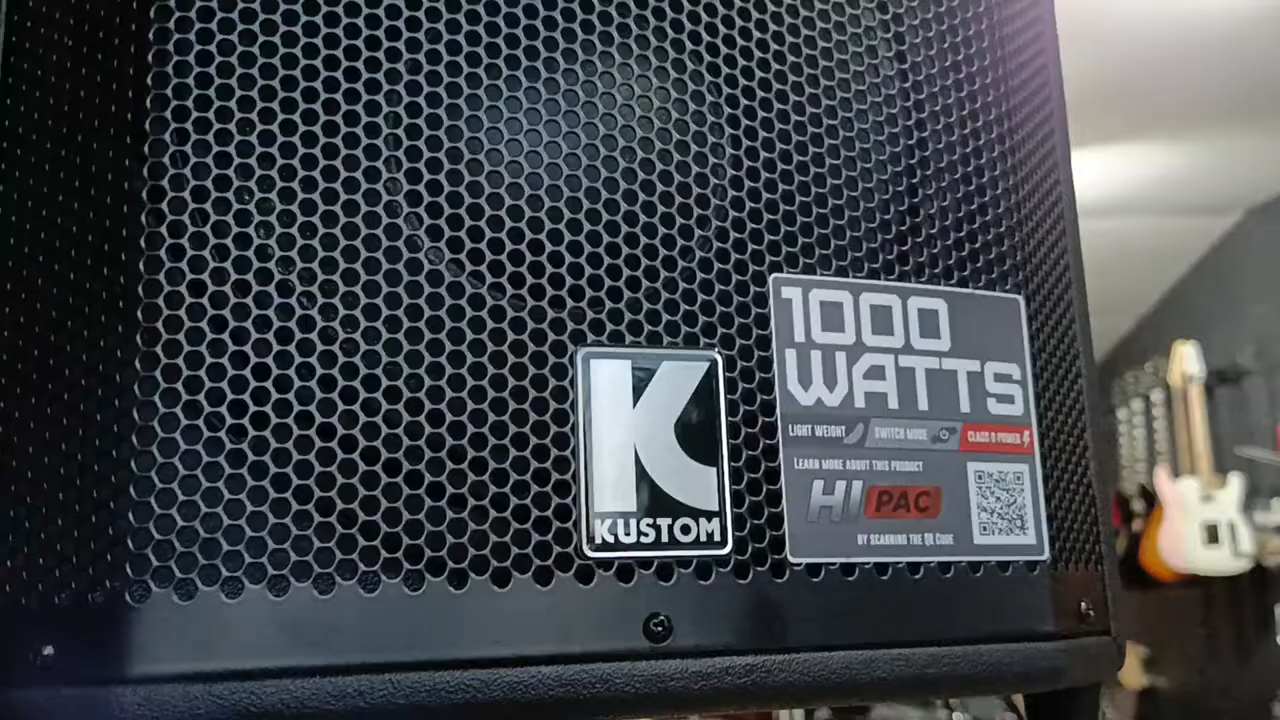 K
KUSTOM
1000
WATTS
LIGHT WEIGHT SWITCH MODE CLASS D POWER
LEARN MORE ABOUT THIS PRODUCT
HI PAC
BY SCANNING THE QR CODE